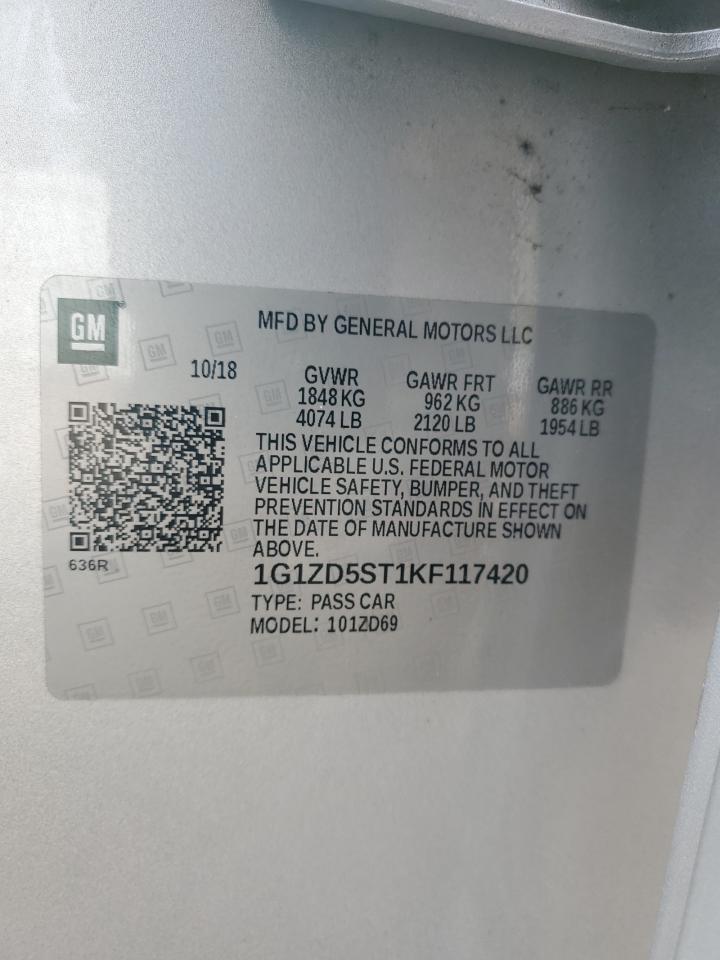 GM
MFD BY GENERAL MOTORS LLC
10/18
GVWR GAWR FRT GAWR RR
1848 KG 962 KG 886 KG
4074 LB 2120 LB 1954 LB
THIS VEHICLE CONFORMS TO ALL
APPLICABLE U.S. FEDERAL MOTOR
VEHICLE SAFETY, BUMPER, AND THEFT
PREVENTION STANDARDS IN EFFECT ON
THE DATE OF MANUFACTURE SHOWN
ABOVE.
636R
1G1ZD5ST1KF117420
TYPE: PASS CAR
MODEL: 101ZD69